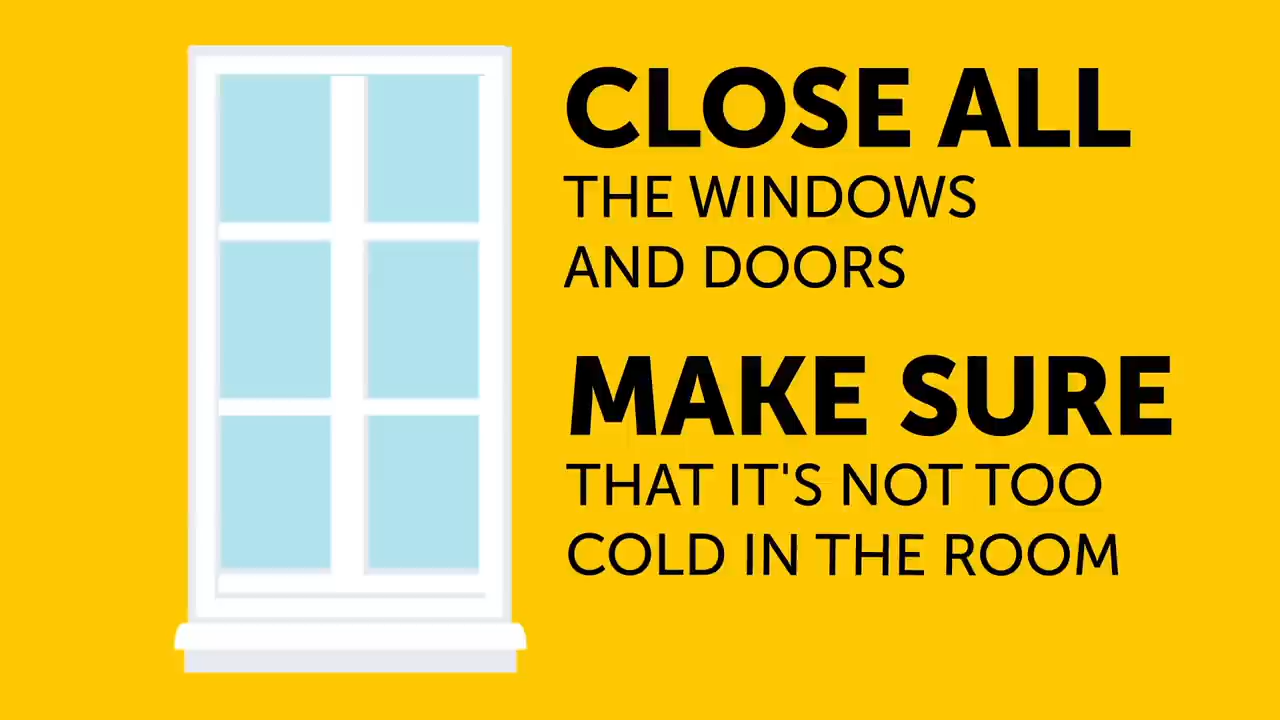 CLOSE ALL
THE WINDOWS
AND DOORS
MAKE SURE
THAT IT'S NOT TOO
COLD IN THE ROOM